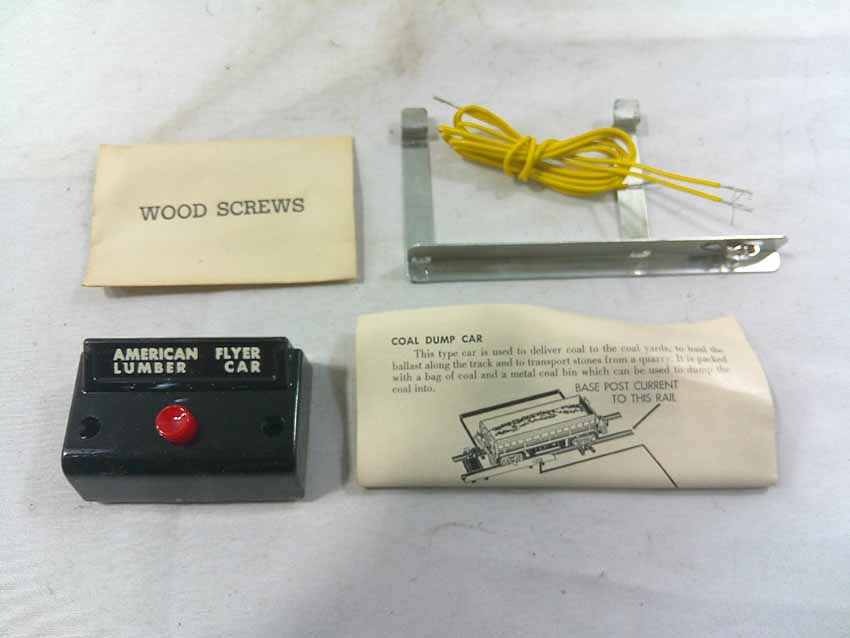 WOOD SCREWS
AMERICAN FLYER
LUMBER CAR
COAL DUMP CAR
This type car is used to deliver coal to the coal yards, to haul the
ballast along the track and to transport stones from a quarry. It is packed
with a bag of coal and a metal coal bin which can be used to dump the
coal into.
BASE POST CURRENT
TO THIS RAIL